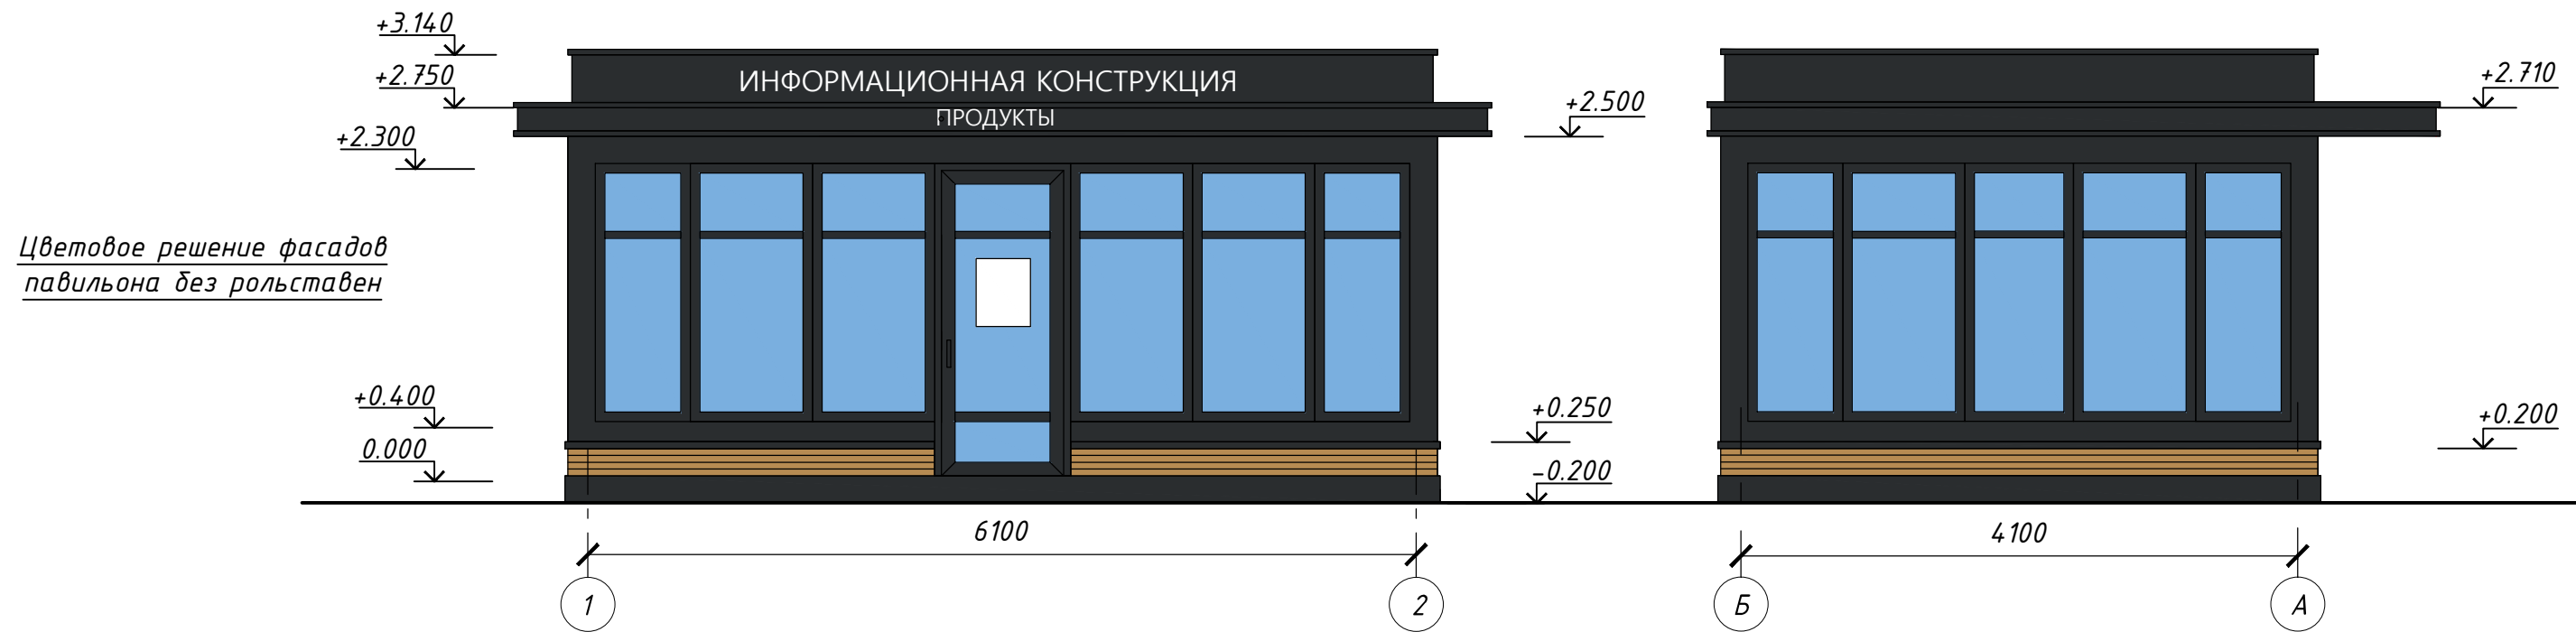 +3.140
ИНФОРМАЦИОННАЯ КОНСТРУКЦИЯ
+2.750
+2.710
+2.500
ПРОДУКТЫ
+2.300
Цветовое решение фасадов
павильона без рольставен
+0.400
+0.250
+0.200
0.000
-0.200
6100
4100
1
2
Б
А